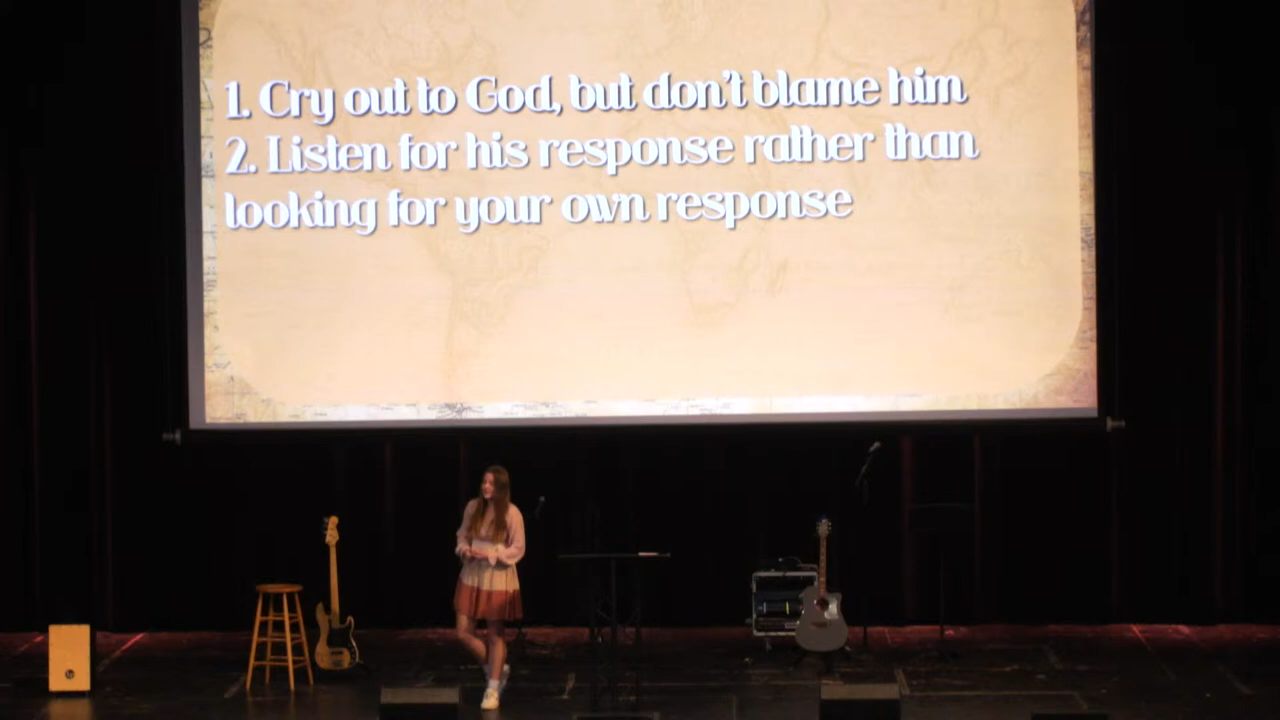 1. Cry out to God, but don't blame him
2. Listen for his response rather than
looking for your own response